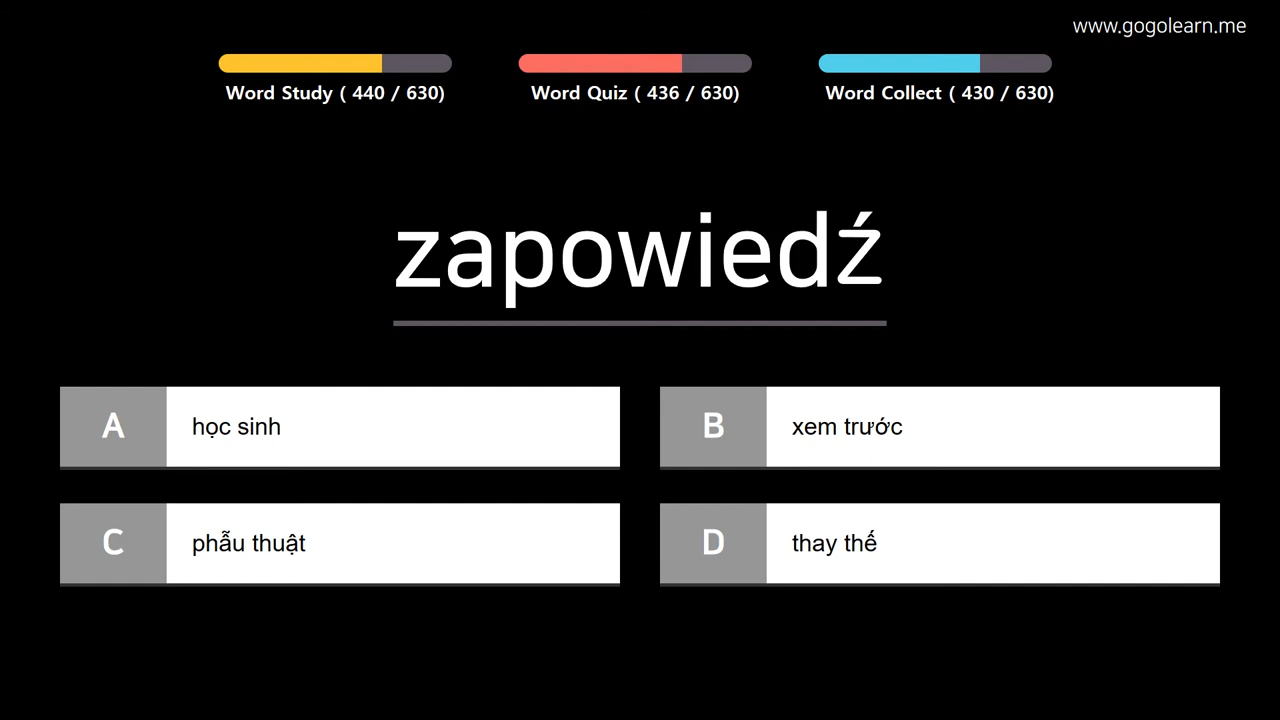 www.gogolearn.me
Word Study ( 440 / 630)
Word Quiz ( 436 / 630)
Word Collect ( 430 / 630)
zapowiedź
A học sinh
B xem trước
C phẫu thuật
D thay thế